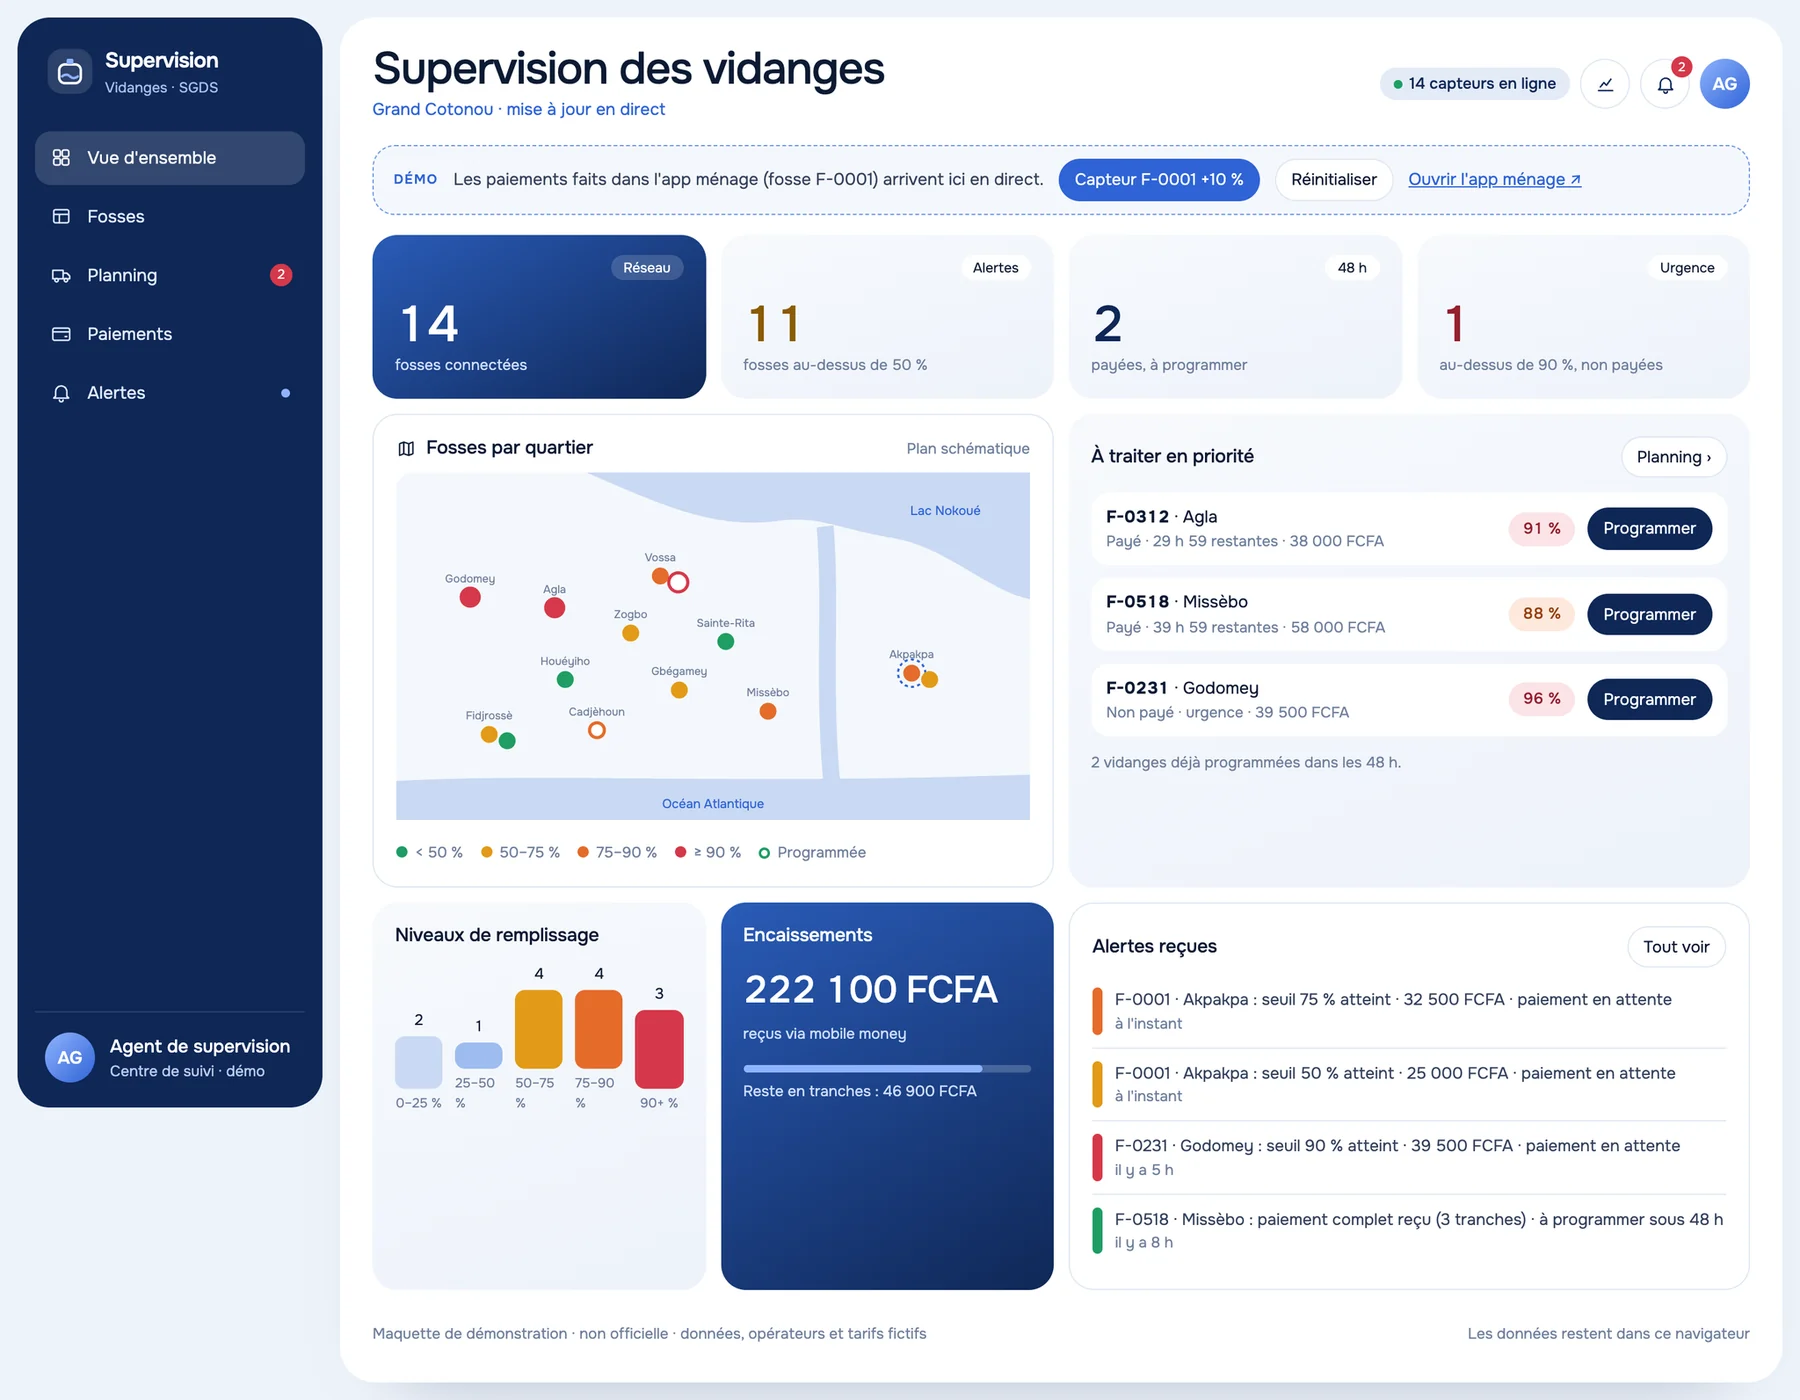 Supervision
Vidanges · SGDS
Vue d'ensemble
Fosses
Planning
2
Paiements
Alertes
AG
Agent de supervision
Centre de suivi · démo
Supervision des vidanges
Grand Cotonou · mise à jour en direct
14 capteurs en ligne
2
AG
DÉMO
Les paiements faits dans l'app ménage (fosse F-0001) arrivent ici en direct.
Capteur F-0001 +10 %
Réinitialiser
Ouvrir l'app ménage ↗
Réseau
14
fosses connectées
Alertes
11
fosses au-dessus de 50 %
48 h
2
payées, à programmer
Urgence
1
au-dessus de 90 %, non payées
Fosses par quartier
Plan schématique
Lac Nokoué
Vossa
Godomey
Agla
Zogbo
Sainte-Rita
Akpakpa
Houéyiho
Gbégamey
Missèbo
Fidjrossè
Cadjèhoun
Océan Atlantique
< 50 %
50–75 %
75–90 %
≥ 90 %
Programmée
À traiter en priorité
Planning ›
F-0312 · Agla
Payé · 29 h 59 restantes · 38 000 FCFA
91 %
Programmer
F-0518 · Missèbo
Payé · 39 h 59 restantes · 58 000 FCFA
88 %
Programmer
F-0231 · Godomey
Non payé · urgence · 39 500 FCFA
96 %
Programmer
2 vidanges déjà programmées dans les 48 h.
Niveaux de remplissage
2
1
4
4
3
0–25 %
25–50
%
50–75
%
75–90
%
90+ %
Encaissements
222 100 FCFA
reçus via mobile money
Reste en tranches : 46 900 FCFA
Alertes reçues
Tout voir
F-0001 · Akpakpa : seuil 75 % atteint · 32 500 FCFA · paiement en attente
à l'instant
F-0001 · Akpakpa : seuil 50 % atteint · 25 000 FCFA · paiement en attente
à l'instant
F-0231 · Godomey : seuil 90 % atteint · 39 500 FCFA · paiement en attente
il y a 5 h
F-0518 · Missèbo : paiement complet reçu (3 tranches) · à programmer sous 48 h
il y a 8 h
Maquette de démonstration · non officielle · données, opérateurs et tarifs fictifs
Les données restent dans ce navigateur